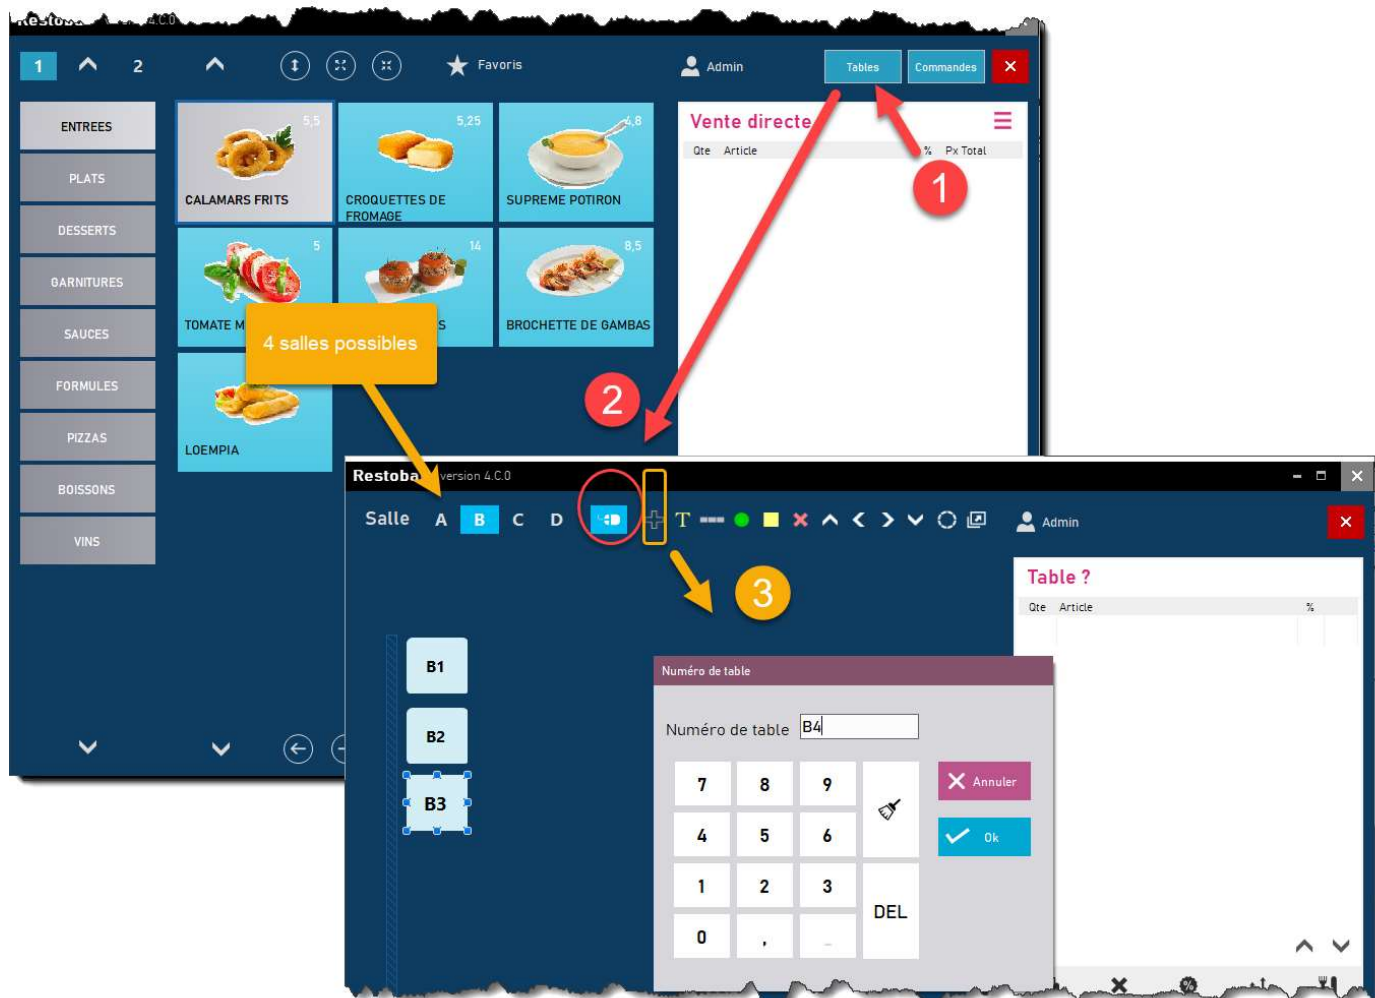 1
2
Favoris
Admin
Tables
Commandes
ENTREES
PLATS
DESSERTS
GARNITURES
SAUCES
FORMULES
PIZZAS
BOISSONS
VINS
5,5
CALAMARS FRITS
5,25
CROQUETTES DE
FROMAGE
4,8
SUPREME POTIRON
5
TOMATE M
14
S
8,5
BROCHETTE DE GAMBAS
LOEMPIA
Vente directe
Qte Article % Px Total
1
4 salles possibles
2
Restoba version 4.C.0
Salle A B C D
T
Admin
3
B1
B2
B3
Numéro de table
Numéro de table B4
7 8 9
4 5 6
1 2 3
DEL
0 , _
Annuler
Ok
Table ?
Qte Article %